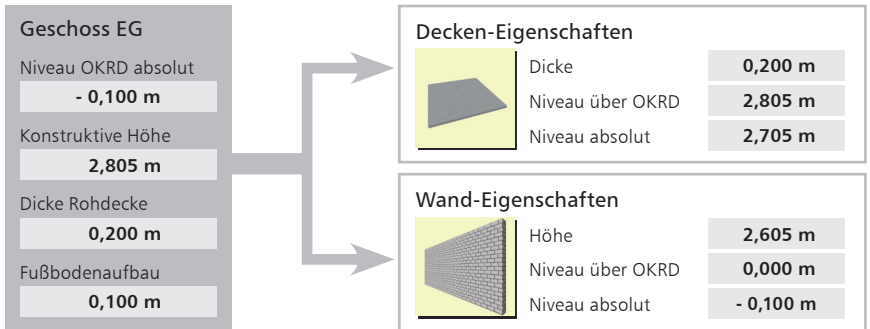 Geschoss EG
Niveau OKRD absolut
- 0,100 m
Konstruktive Höhe
2,805 m
Dicke Rohdecke
0,200 m
Fußbodenaufbau
0,100 m
Decken-Eigenschaften
Dicke 0,200 m
Niveau über OKRD 2,805 m
Niveau absolut 2,705 m
Wand-Eigenschaften
Höhe 2,605 m
Niveau über OKRD 0,000 m
Niveau absolut - 0,100 m